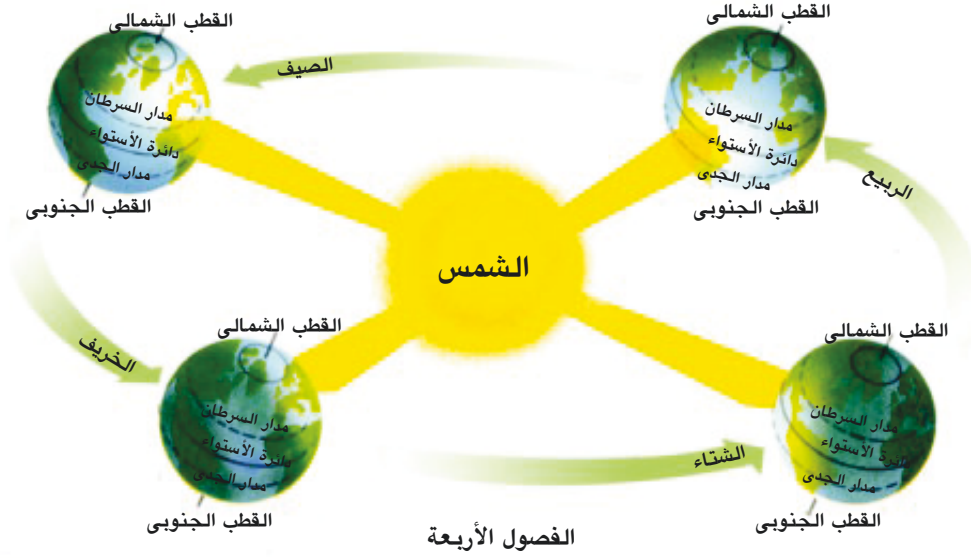 القطب الشمالى
مدار السرطان
دائرة الأستواء
مدار الجدى
القطب الجنوبى
الصيف
القطب الشمالى
مدار السرطان
دائرة الأستواء
مدار الجدى
القطب الجنوبى
الربيع
الشمس
الخريف
القطب الشمالى
مدار السرطان
دائرة الأستواء
مدار الجدى
القطب الجنوبى
الشتاء
القطب الشمالى
مدار السرطان
دائرة الأستواء
مدار الجدى
القطب الجنوبى
الفصول الأربعة